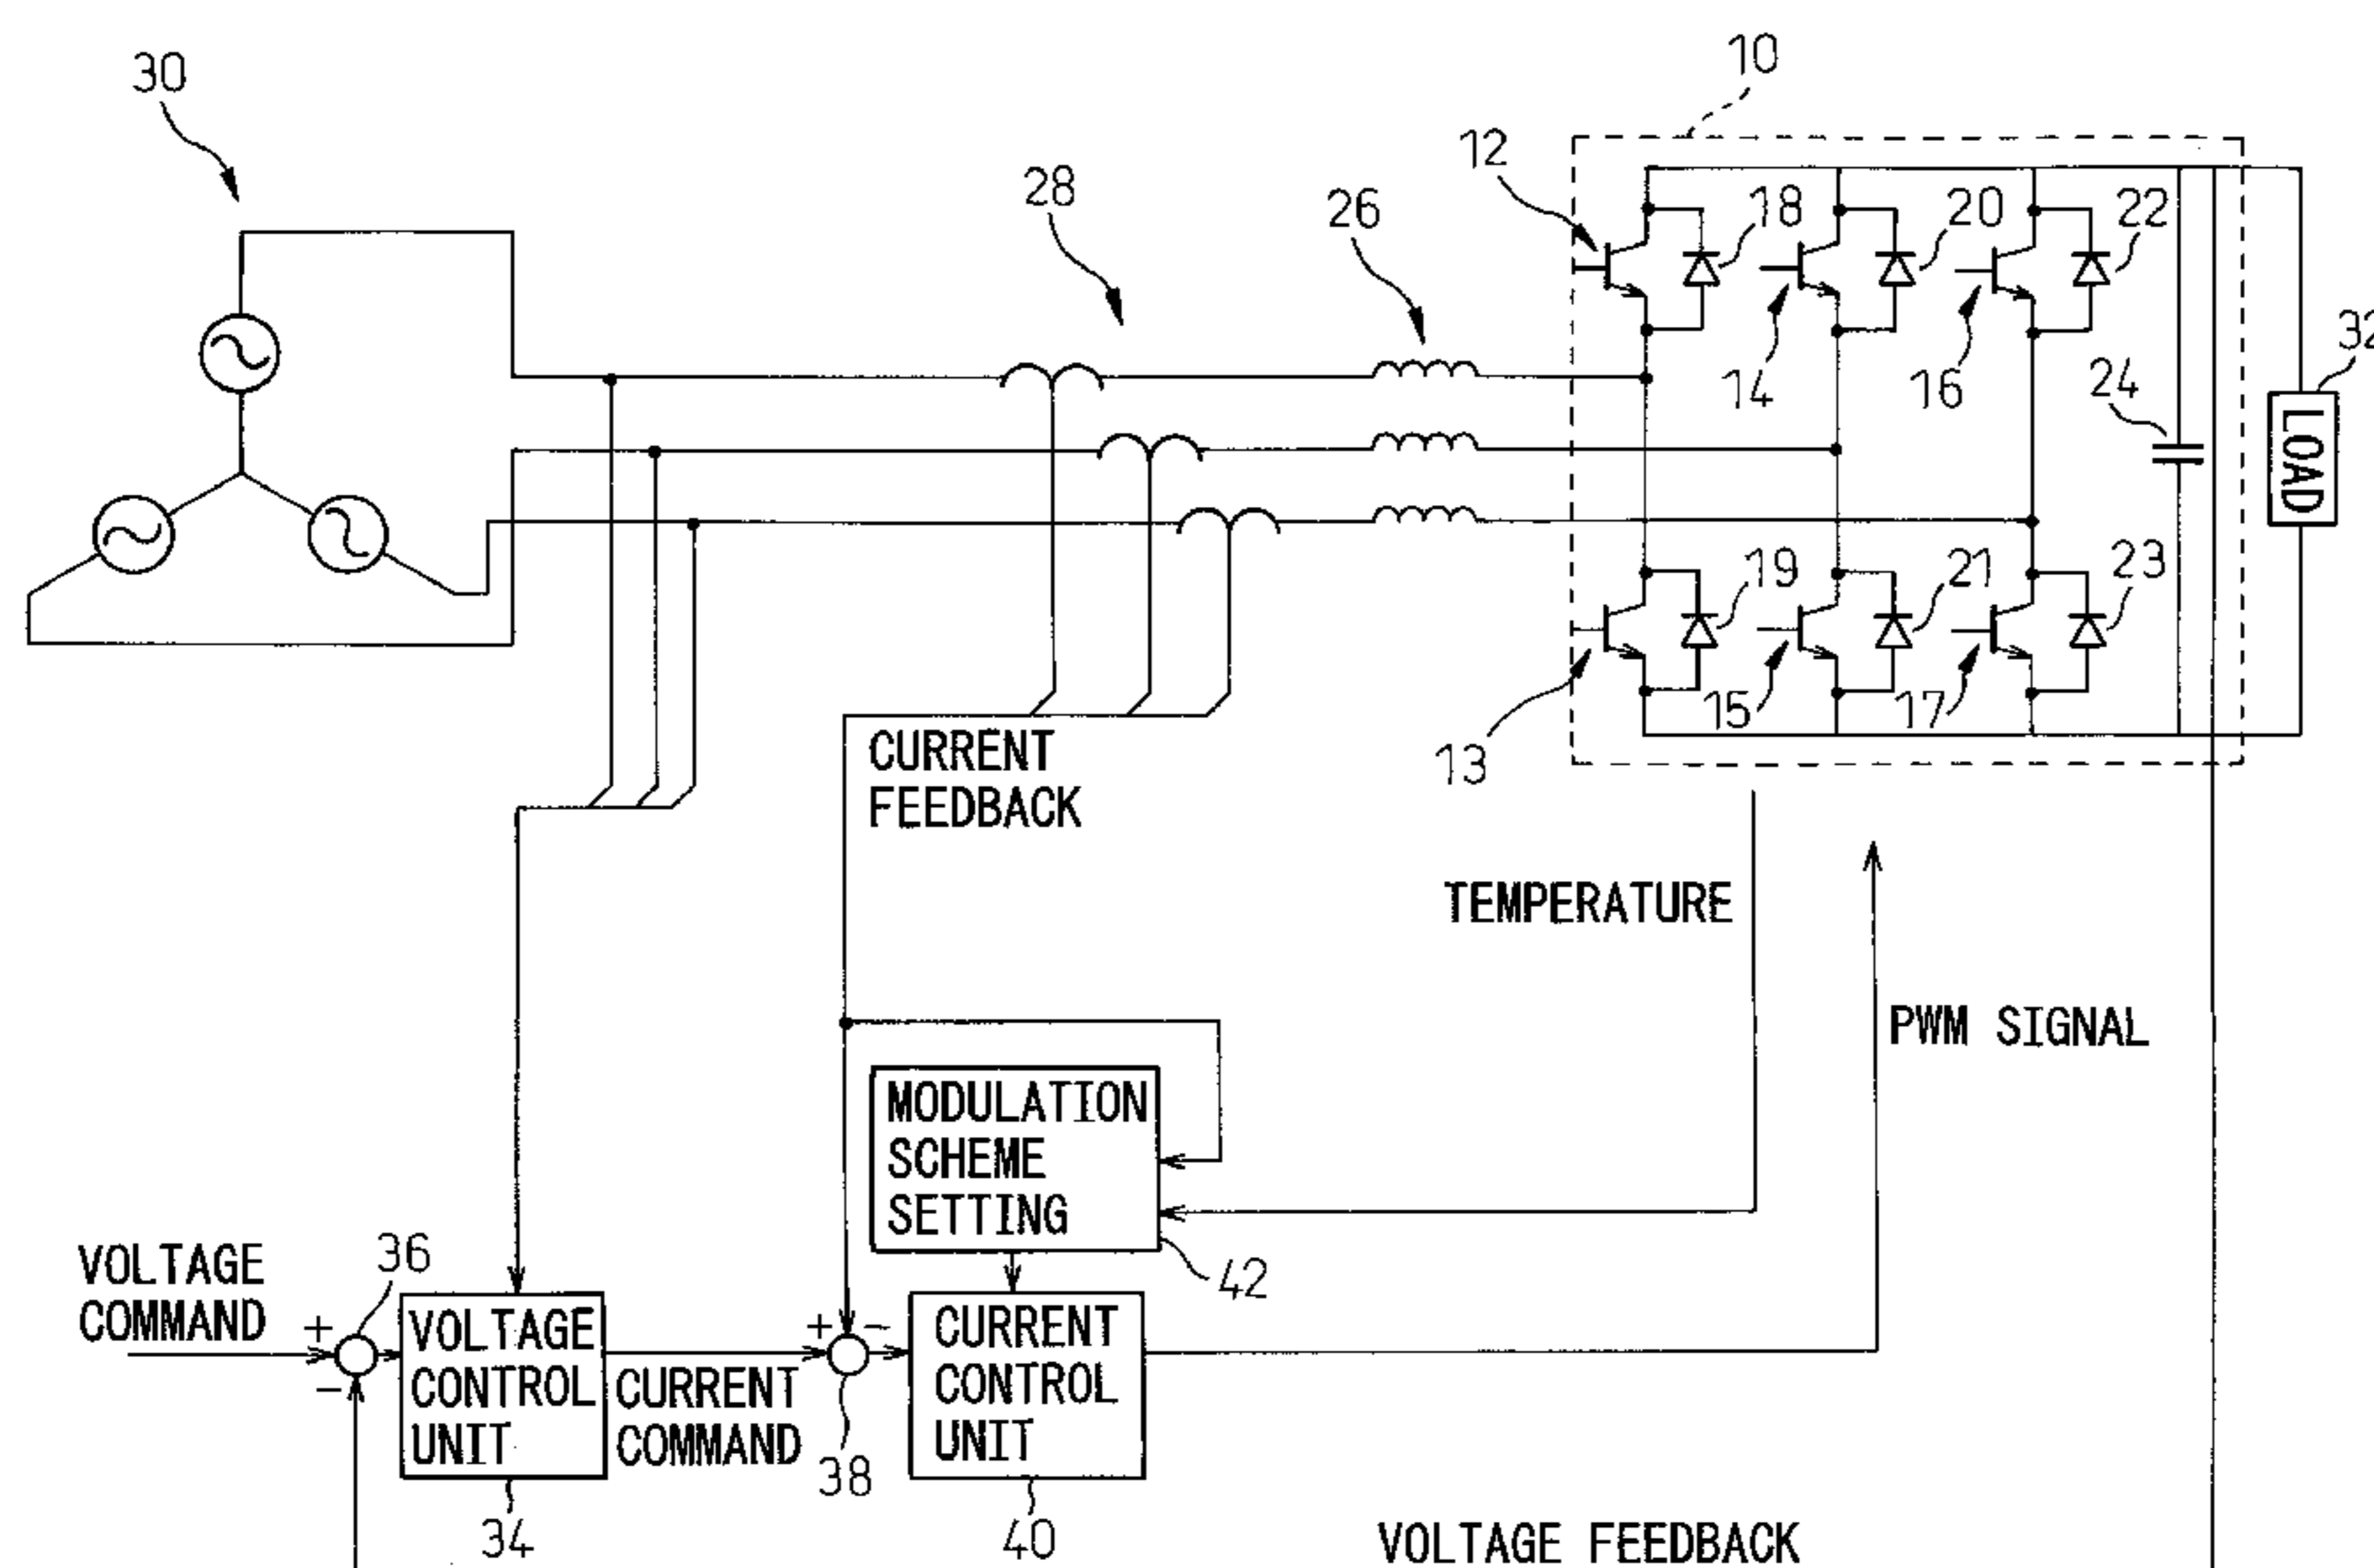 30
28
26
10
12
18
20
22
14
16
24
32
LOAD
19
21
23
13
15
17
CURRENT
FEEDBACK
TEMPERATURE
PWM SIGNAL
MODULATION
SCHEME
SETTING
42
VOLTAGE
COMMAND
36
+
-
VOLTAGE
CONTROL
UNIT
34
CURRENT
COMMAND
+ -
38
CURRENT
CONTROL
UNIT
40
VOLTAGE FEEDBACK